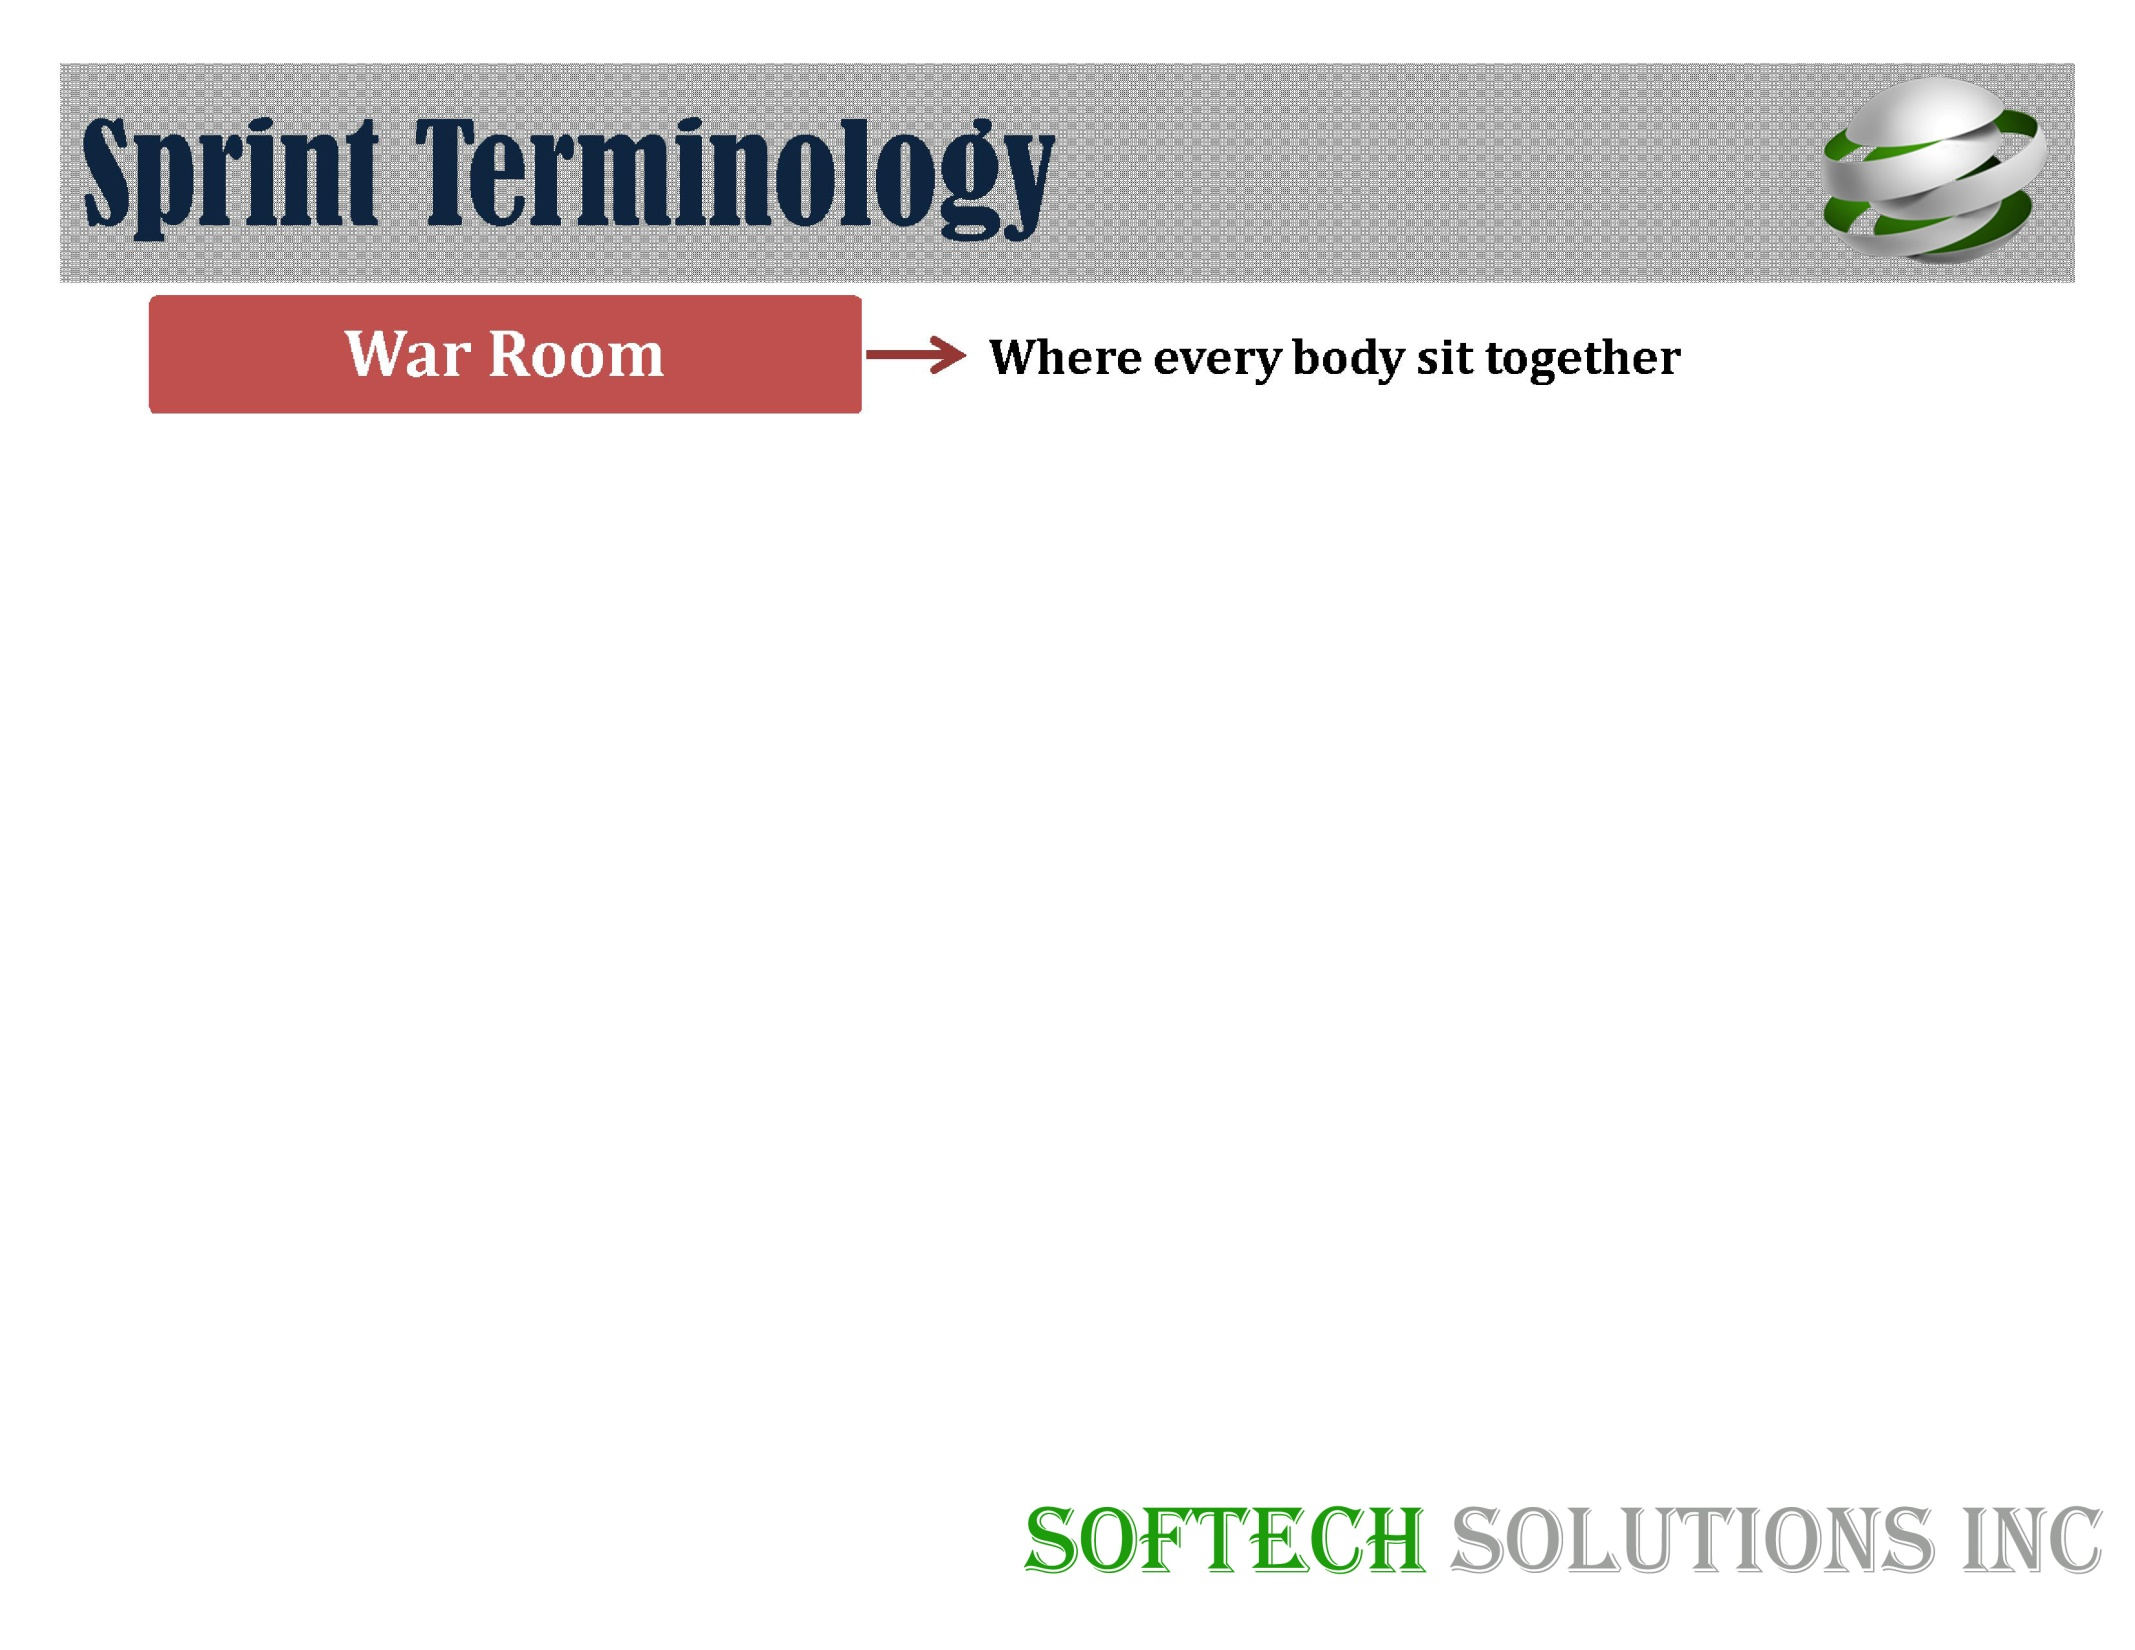 Sprint Terminology
War Room
Where every body sit together
SOFTECH SOLUTIONS INC